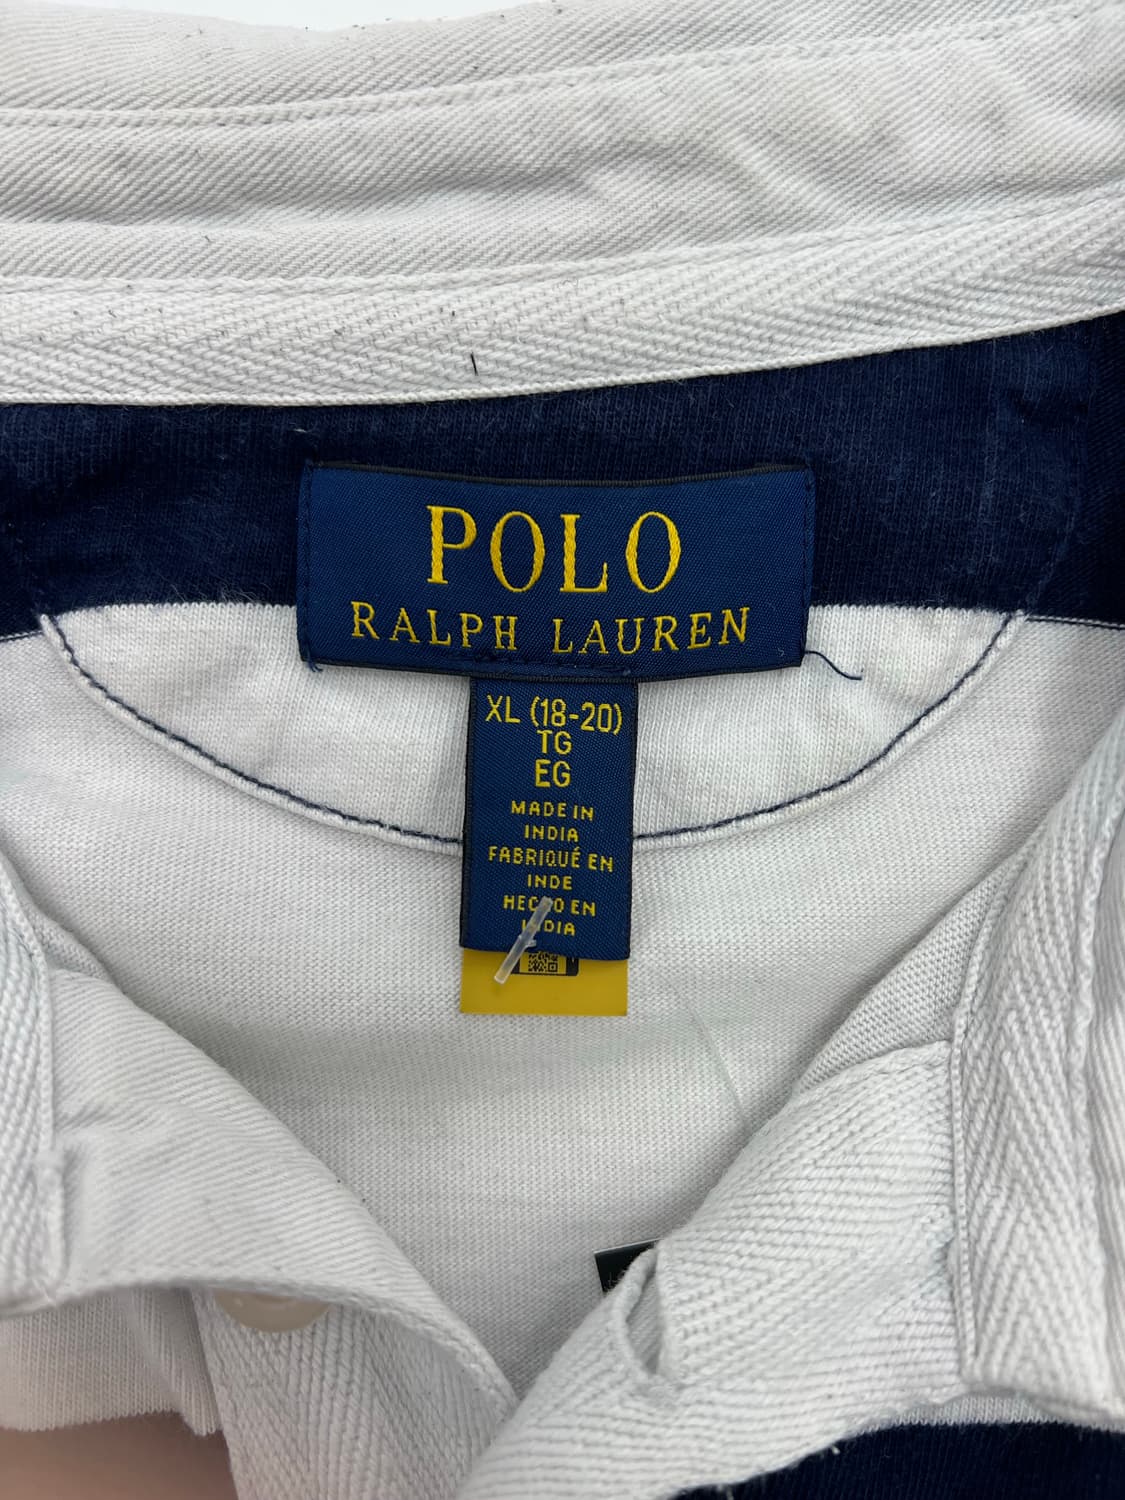 POLO
RALPH LAUREN
XL (18-20)
TG
EG
MADE IN
INDIA
FABRIQUÉ EN
INDE
HECHO EN
INDIA